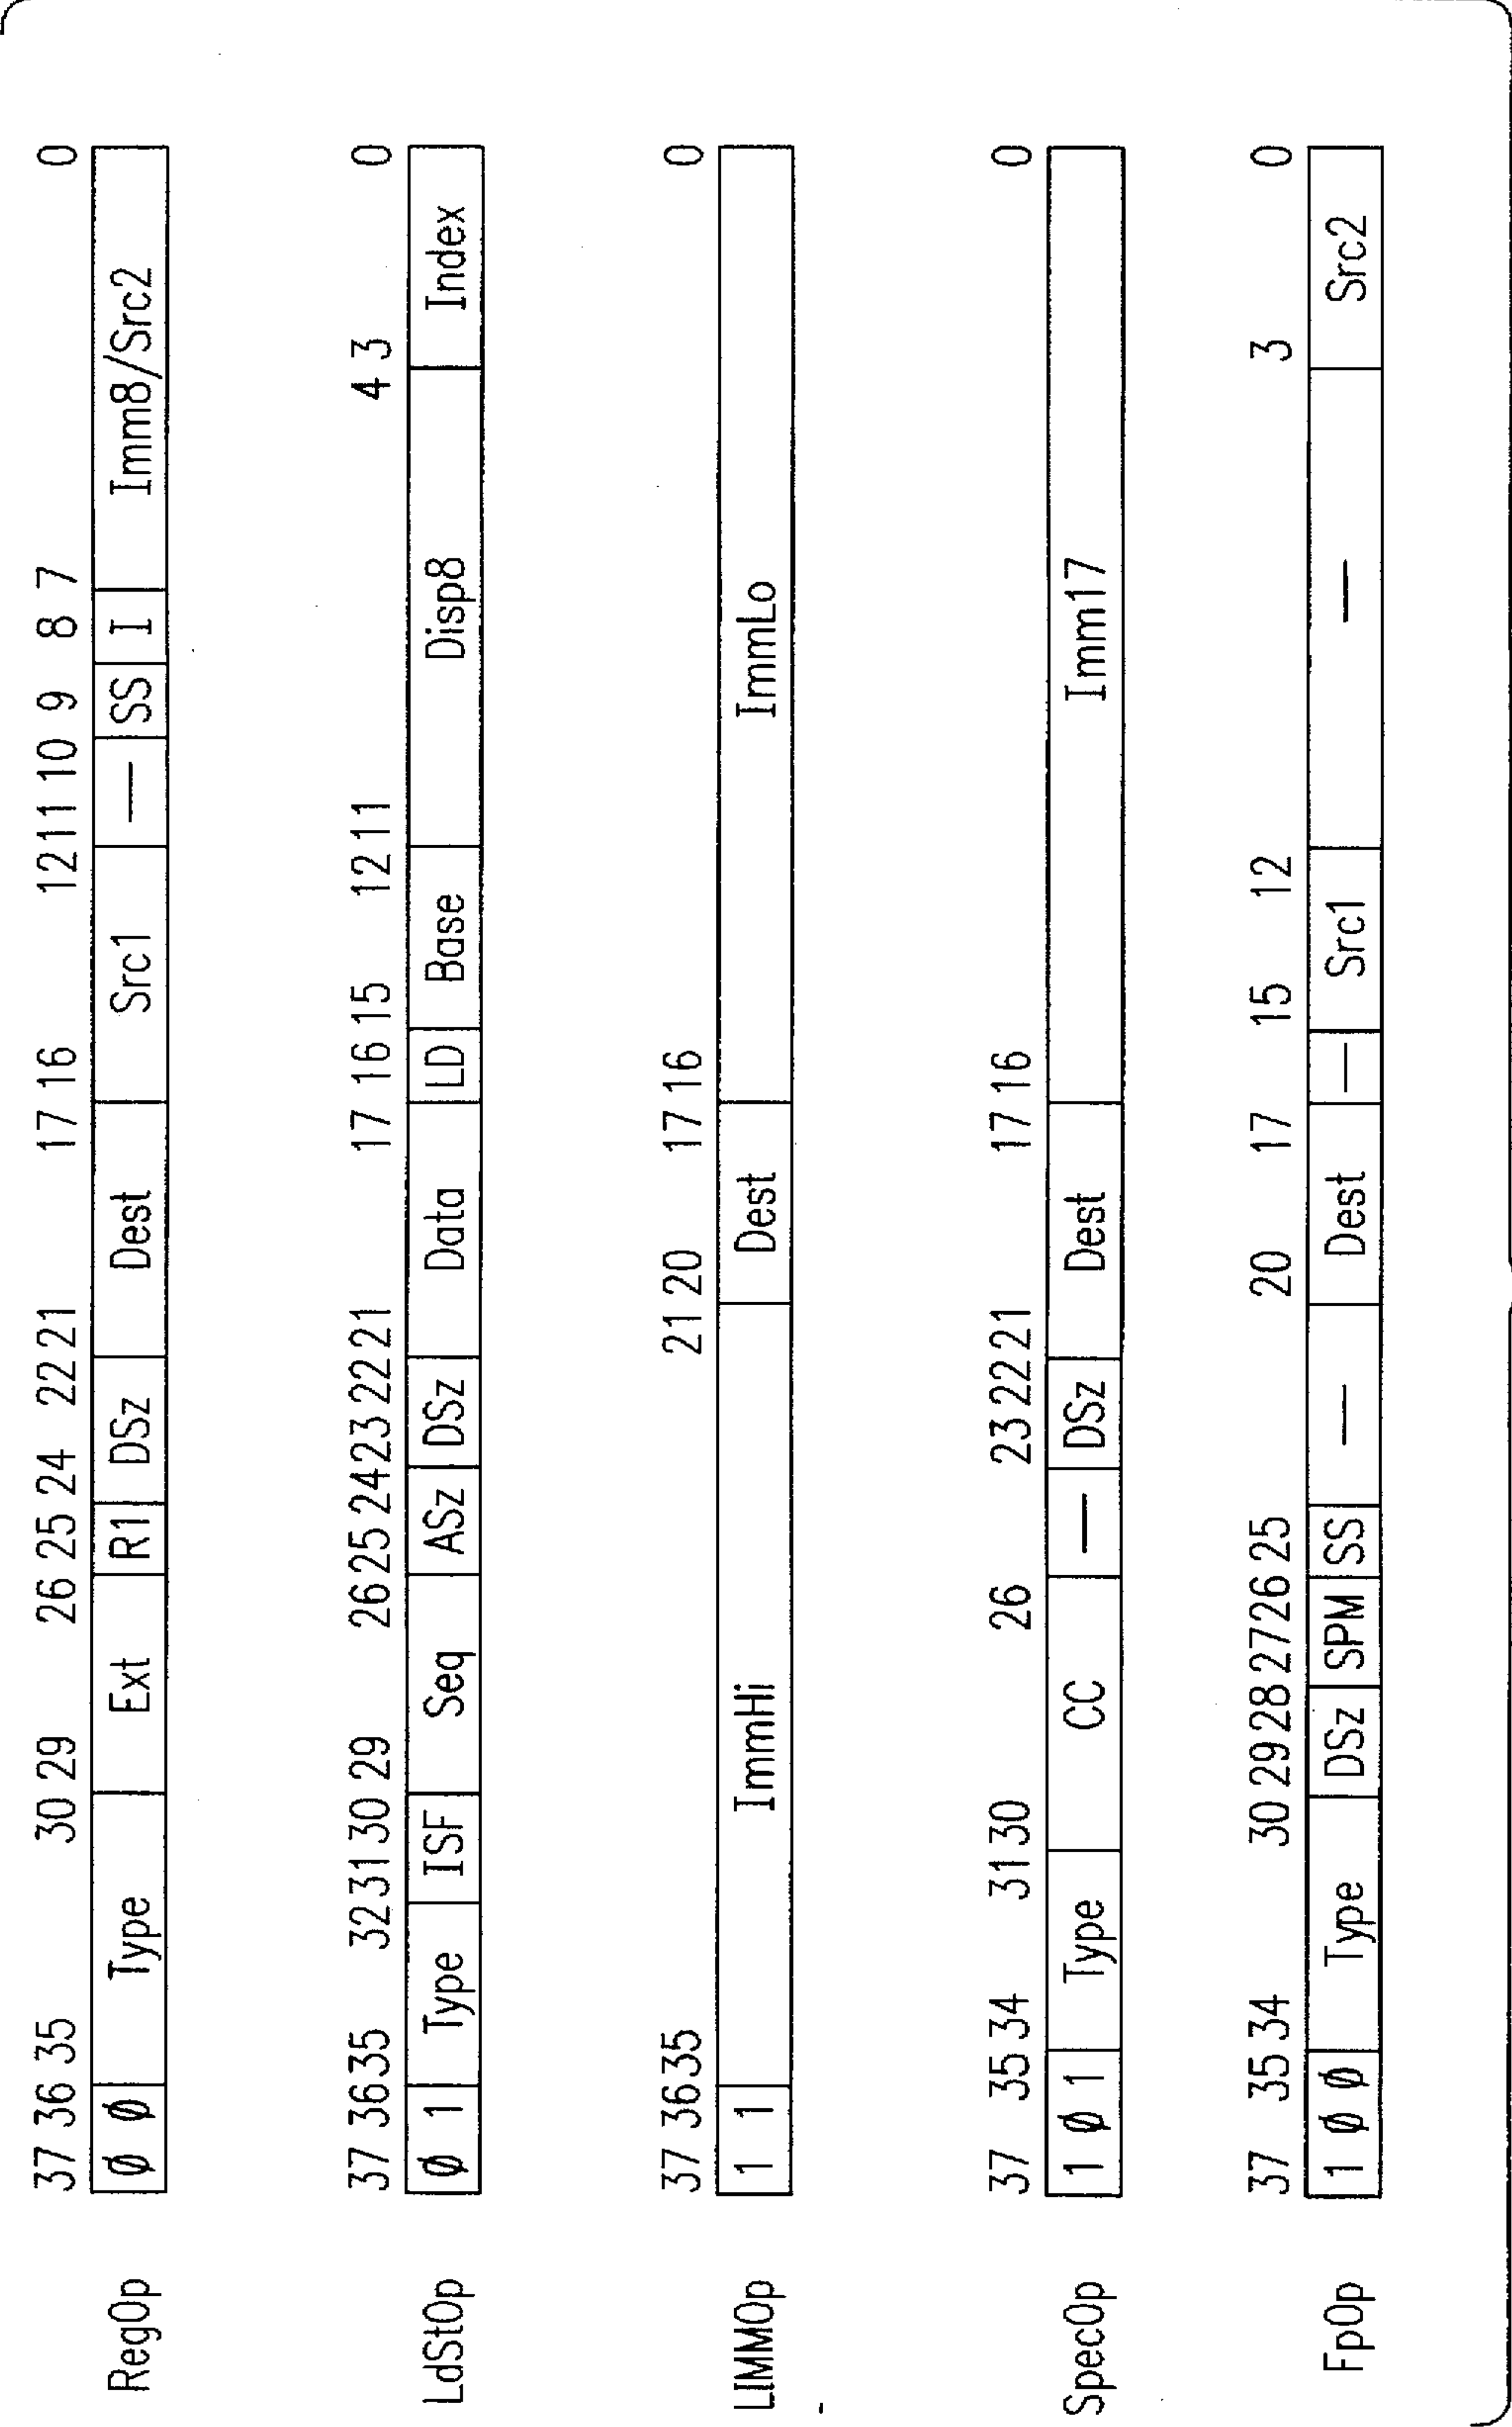 37 36 35 30 29 26 25 24 22 21 17 16 12 11 10 9 8 7 0
RegOp Ø Ø Type Ext R1 DSz Dest Src1 — SS I Imm8/Src2
37 36 35 32 31 30 29 26 25 24 23 22 21 17 16 15 12 11 4 3 0
LdStOp Ø 1 Type ISF Seq ASz DSz Data LD Base Disp8 Index
37 36 35 21 20 17 16 0
LIMMOp 1 1 ImmHi Dest ImmLo
37 35 34 31 30 26 23 22 21 17 16 0
SpecOp 1 Ø 1 Type CC — DSz Dest Imm17
37 35 34 30 29 28 27 26 25 20 17 15 12 3 0
FpOp 1 Ø Ø Type DSz SPM SS — Dest — Src1 — Src2